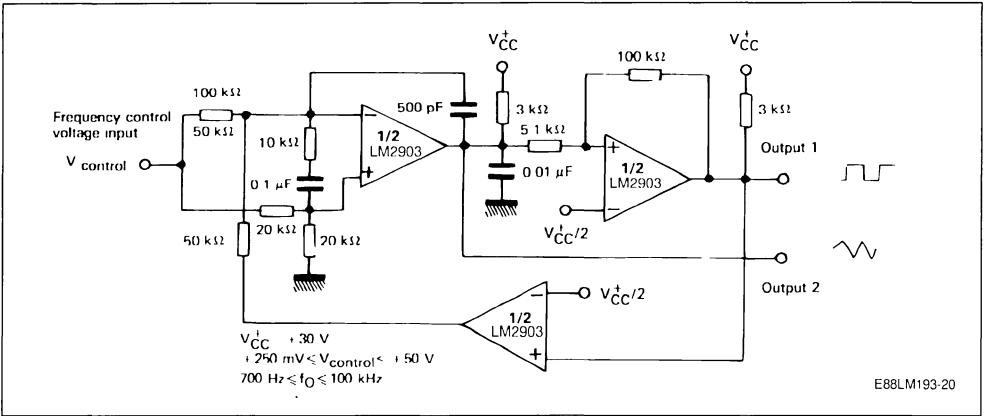 V+CC
V+CC
100 kΩ
100 kΩ
500 pF
3 kΩ
3 kΩ
Frequency control
voltage input
50 kΩ
10 kΩ
1/2
LM2903
5 1 kΩ
Output 1
V control
0 1 µF
0 01 µF
1/2
LM2903
20 kΩ
V+CC/2
50 kΩ
20 kΩ
Output 2
V+CC/2
1/2
LM2903
V+CC + 30 V
+ 250 mV ≤ Vcontrol < + 50 V
700 Hz ≤ fO ≤ 100 kHz
E88LM193-20